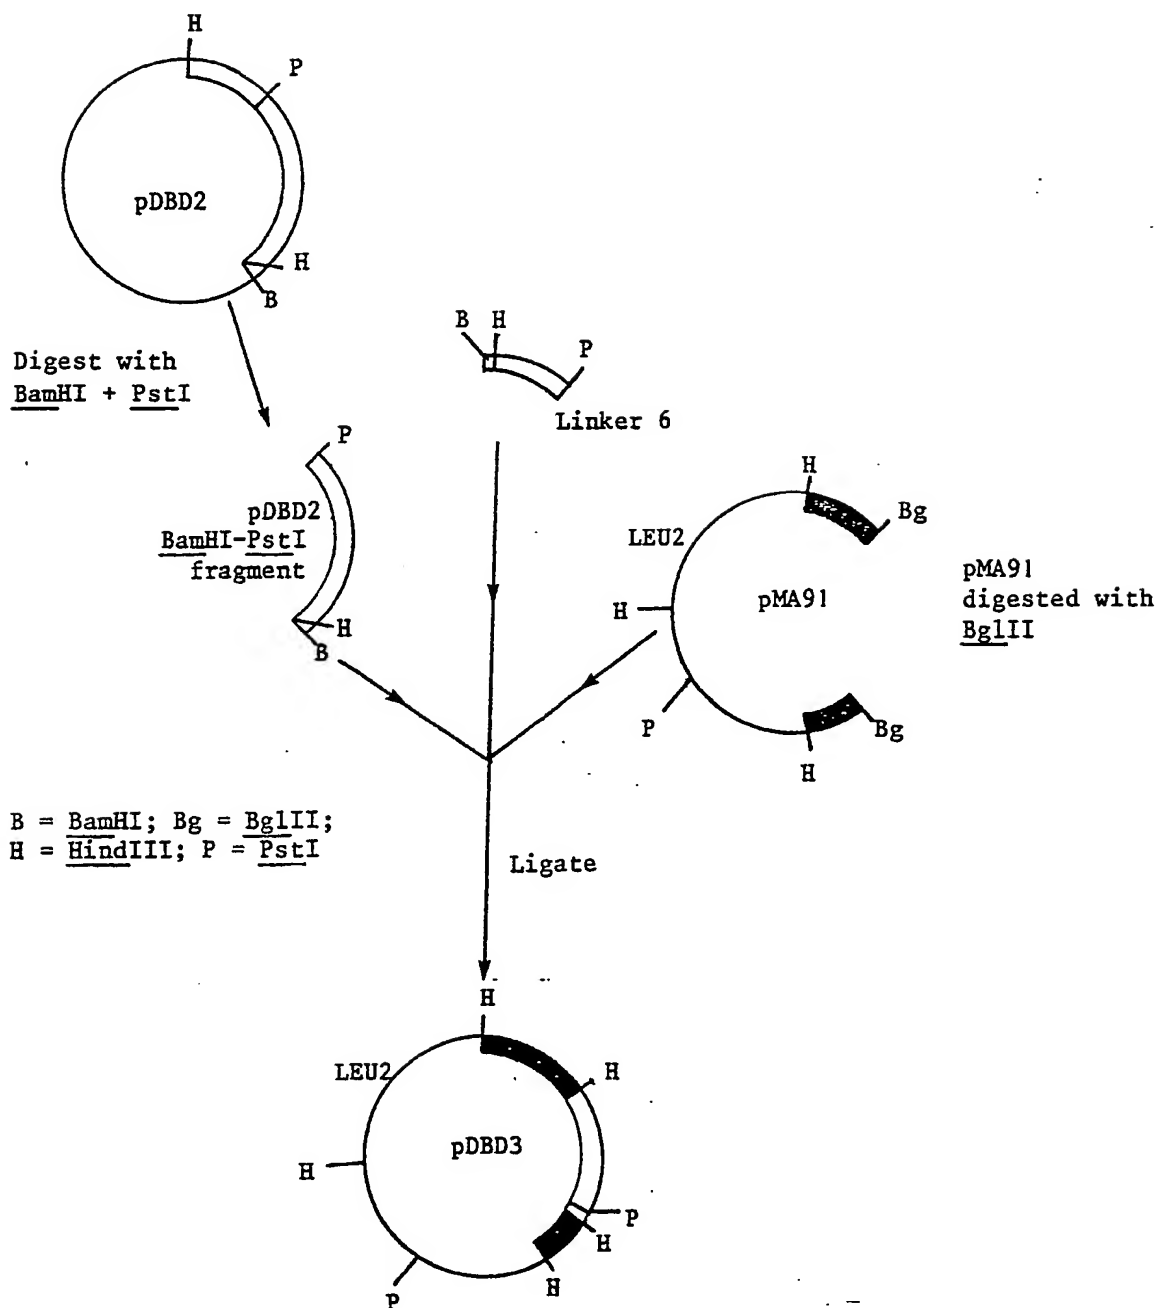 H
P
pDBD2
H
B
Digest with
BamHI + PstI
B H
P
Linker 6
P
pDBD2
BamHI-PstI
fragment
H
B
H
Bg
LEU2
pMA91
H
P
Bg
H
pMA91
digested with
BglII
B = BamHI; Bg = BglII;
H = HindIII; P = PstI
Ligate
H
LEU2
H
pDBD3
H
P
H
H
P